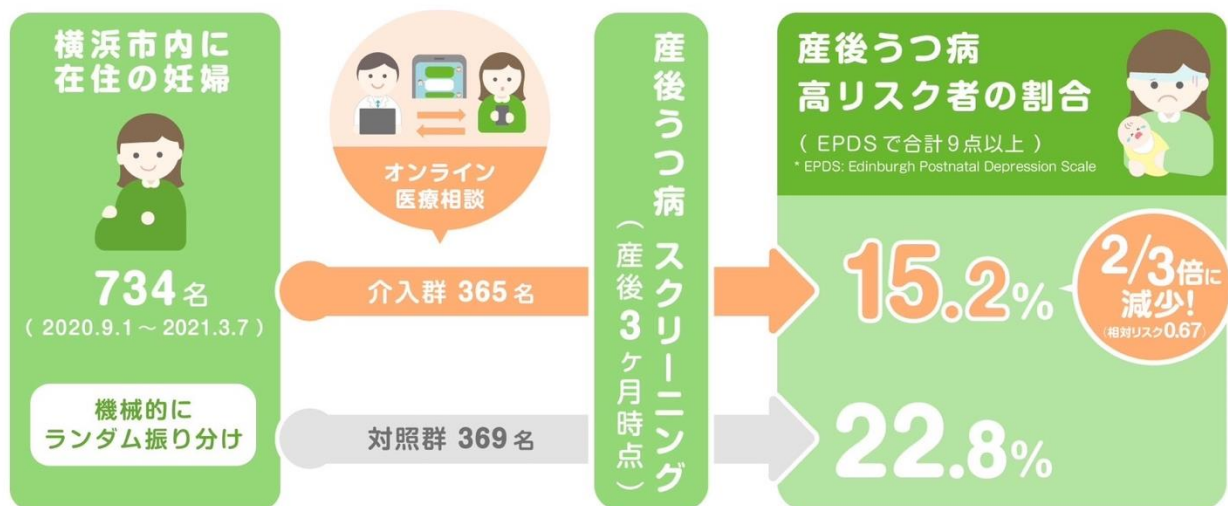 横浜市内に
在住の妊婦
734名
( 2020.9.1 ～ 2021.3.7 )
機械的に
ランダム振り分け
オンライン
医療相談
介入群 365名
対照群 369名
産後うつ病 スクリーニング
( 産後3ヶ月時点 )
産後うつ病
高リスク者の割合
( EPDSで合計9点以上 )
* EPDS: Edinburgh Postnatal Depression Scale
15.2%
2/3倍に
減少!
(相対リスク0.67)
22.8%